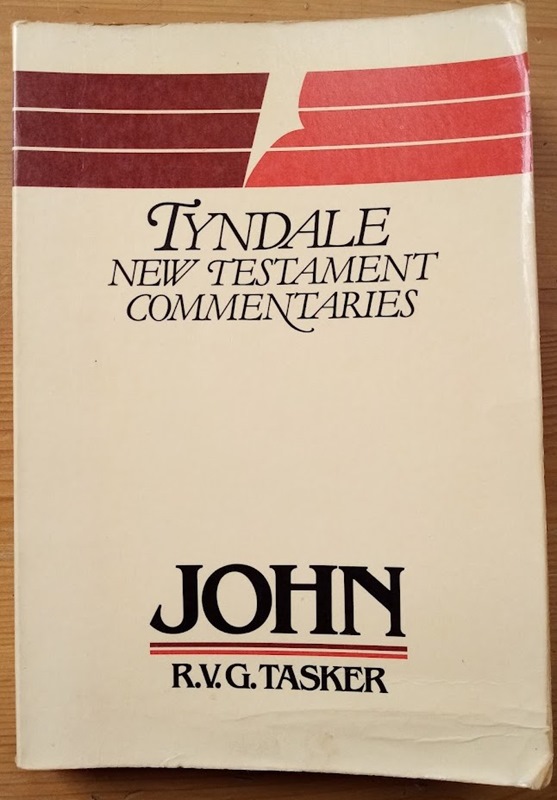 TYNDALE
NEW TESTAMENT
COMMENTARIES
JOHN
R.V.G. TASKER